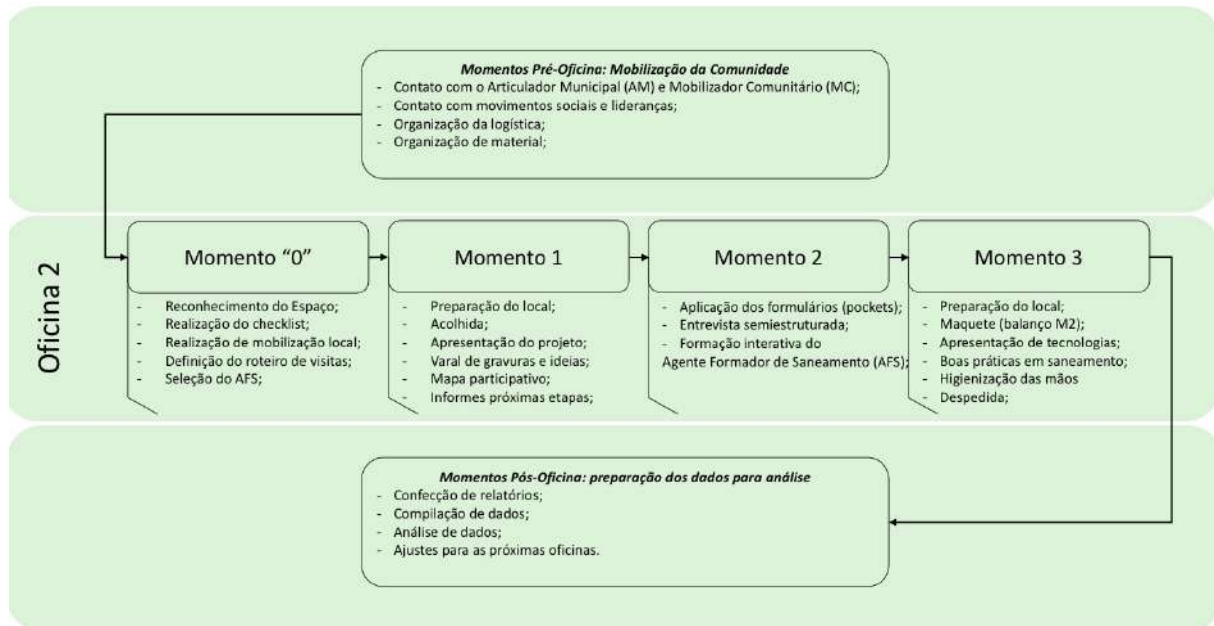 Momentos Pré-Oficina: Mobilização da Comunidade
- Contato com o Articulador Municipal (AM) e Mobilizador Comunitário (MC);
- Contato com movimentos sociais e lideranças;
- Organização da logística;
- Organização de material;
Oficina 2
Momento “0”
- Reconhecimento do Espaço;
- Realização do checklist;
- Realização de mobilização local;
- Definição do roteiro de visitas;
- Seleção do AFS;
Momento 1
- Preparação do local;
- Acolhida;
- Apresentação do projeto;
- Varal de gravuras e ideias;
- Mapa participativo;
- Informes próximas etapas;
Momento 2
- Aplicação dos formulários (pockets);
- Entrevista semiestruturada;
- Formação interativa do
Agente Formador de Saneamento (AFS);
Momento 3
- Preparação do local;
- Maquete (balanço M2);
- Apresentação de tecnologias;
- Boas práticas em saneamento;
- Higienização das mãos
- Despedida;
Momentos Pós-Oficina: preparação dos dados para análise
- Confecção de relatórios;
- Compilação de dados;
- Análise de dados;
- Ajustes para as próximas oficinas.